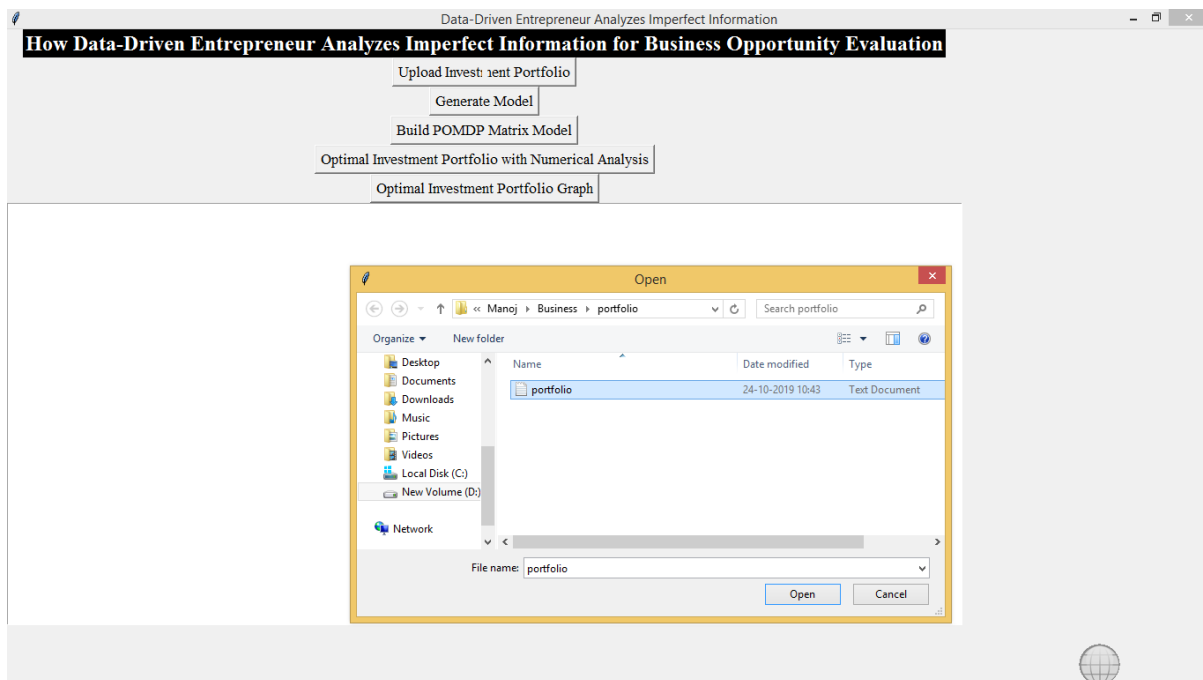 Data-Driven Entrepreneur Analyzes Imperfect Information
How Data-Driven Entrepreneur Analyzes Imperfect Information for Business Opportunity Evaluation
Upload Investment Portfolio
Generate Model
Build POMDP Matrix Model
Optimal Investment Portfolio with Numerical Analysis
Optimal Investment Portfolio Graph
Open
« Manoj Business portfolio Search portfolio
Organize New folder
Name Date modified Type
portfolio 24-10-2019 10:43 Text Document
Desktop
Documents
Downloads
Music
Pictures
Videos
Local Disk (C:)
New Volume (D:)
Network
File name: portfolio
Open Cancel